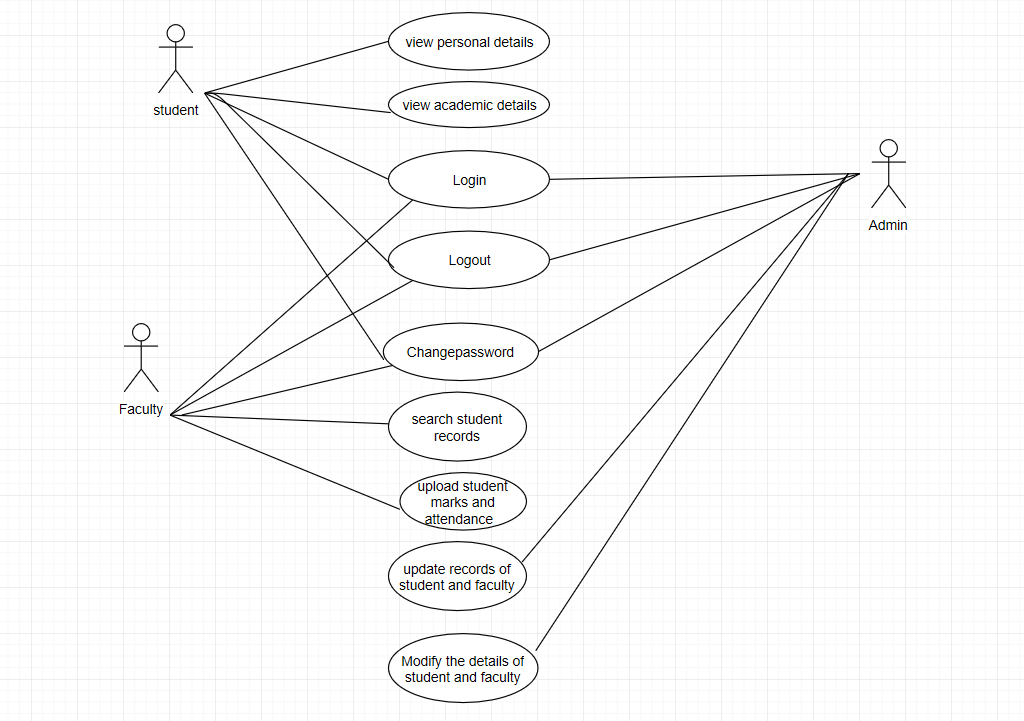 view personal details
student
view academic details
Login
Admin
Logout
Changepassword
Faculty
search student
records
upload student
marks and
attendance
update records of
student and faculty
Modify the details of
student and faculty